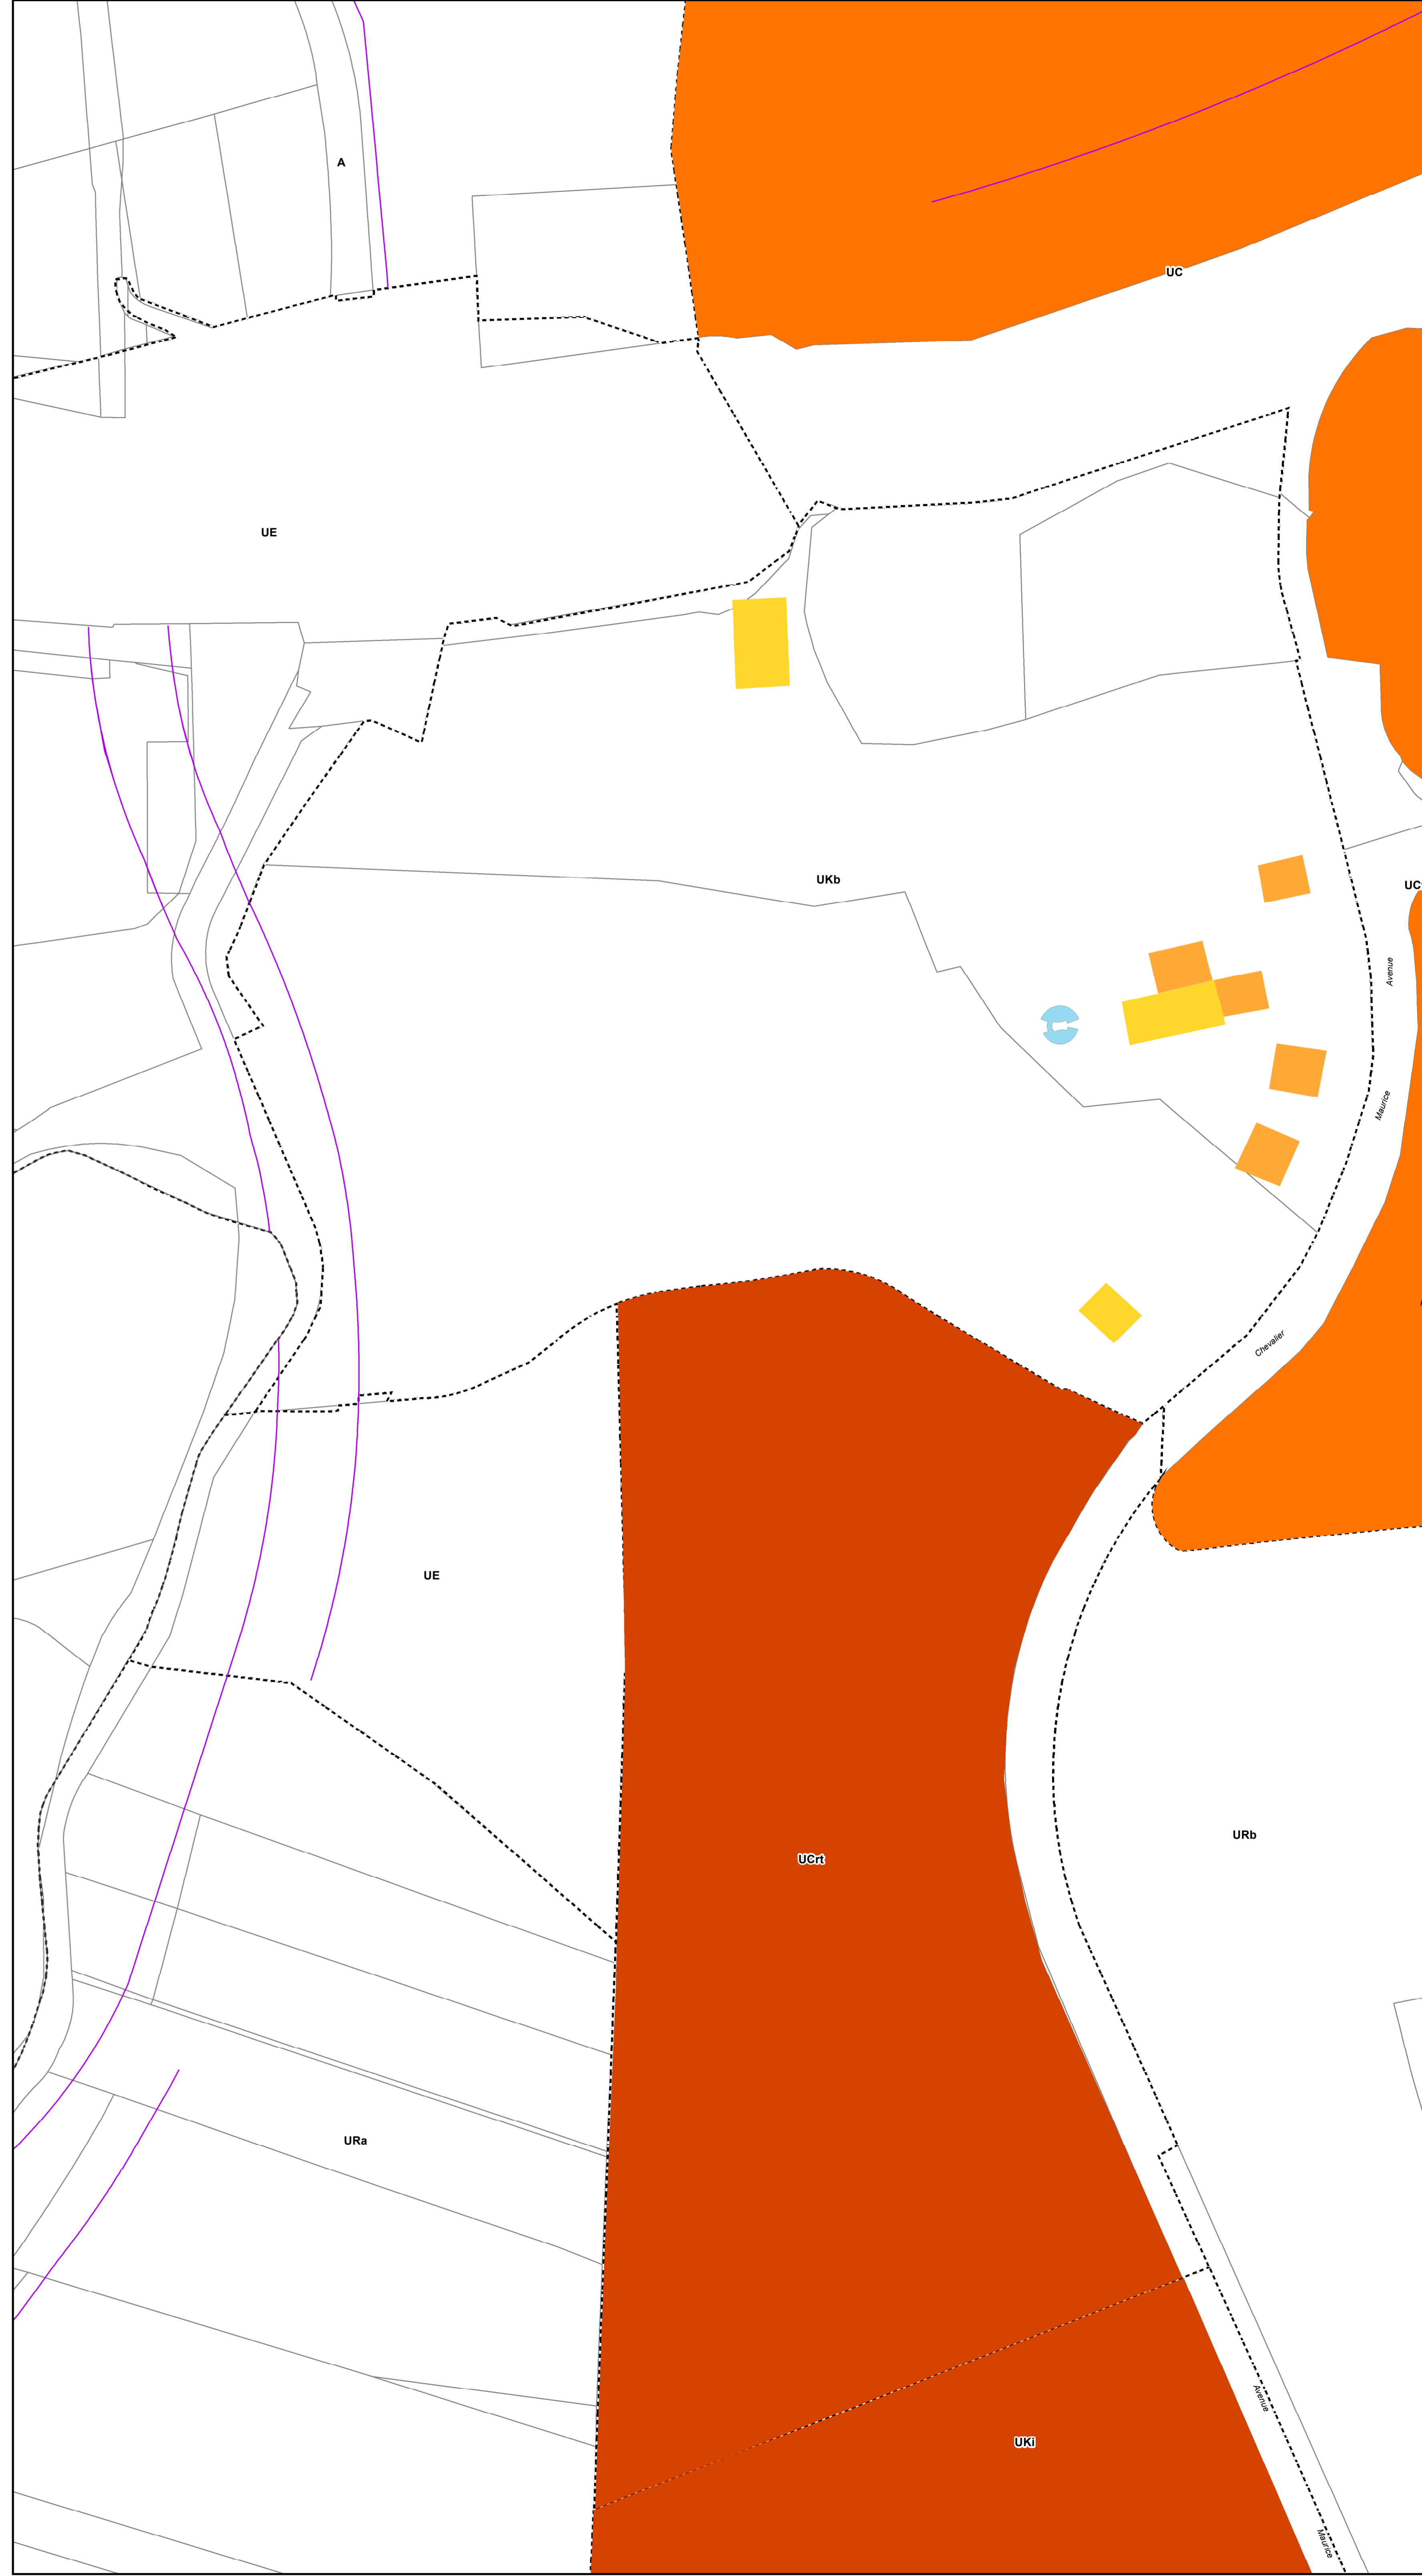 A
UC
UE
UKb
UC
Avenue
Maurice
Chevalier
UE
URb
UCrt
URa
Avenue
UKi
Maurice